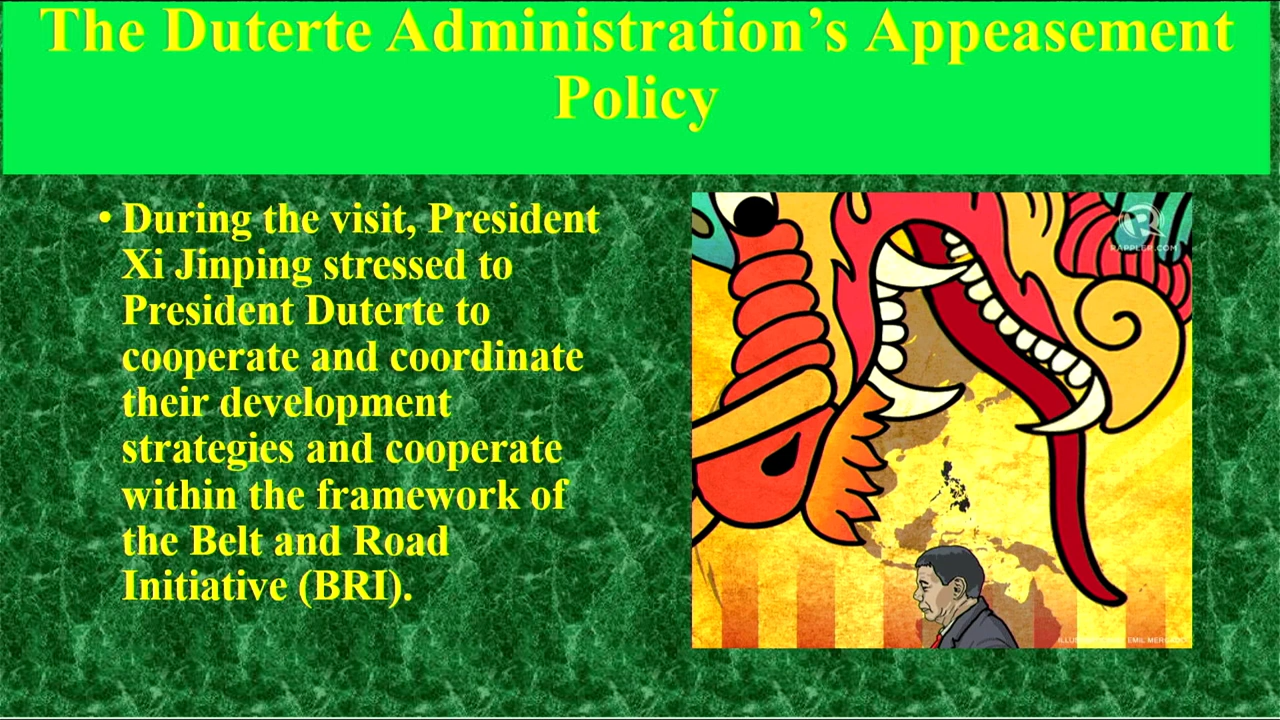 The Duterte Administration’s Appeasement
Policy
• During the visit, President
Xi Jinping stressed to
President Duterte to
cooperate and coordinate
their development
strategies and cooperate
within the framework of
the Belt and Road
Initiative (BRI).
RAPPLER.COM
EMIL